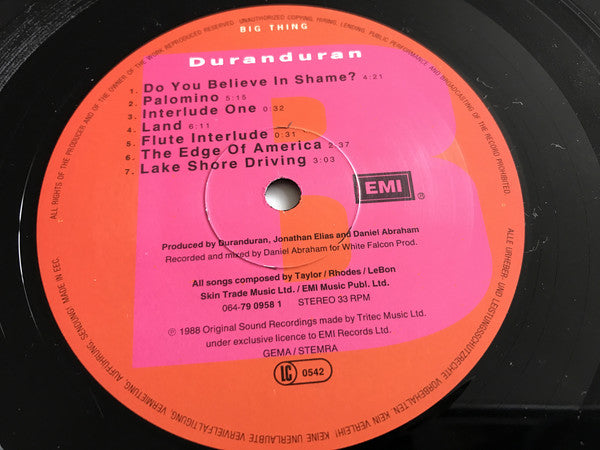 BIG THING
Duranduran
1. Do You Believe In Shame? 4:21
2. Palomino 5:15
3. Interlude One 0:32
4. Land 6:11
5. Flute Interlude 0:31
6. The Edge Of America 2:37
7. Lake Shore Driving 3:03
EMI ®
Produced by Duranduran, Jonathan Elias and Daniel Abraham
Recorded and mixed by Daniel Abraham for White Falcon Prod.
All songs composed by Taylor / Rhodes / LeBon
Skin Trade Music Ltd. / EMI Music Publ. Ltd.
064-79 0958 1 STEREO 33 RPM
℗ 1988 Original Sound Recordings made by Tritec Music Ltd.
under exclusive licence to EMI Records Ltd.
GEMA / STEMRA
LC 0542
ALL RIGHTS OF THE PRODUCER AND OF THE OWNER OF THE WORK REPRODUCED RESERVED. UNAUTHORIZED COPYING, HIRING, LENDING, PUBLIC PERFORMANCE AND BROADCASTING OF THE RECORD PROHIBITED.
ALLE URHEBER- UND LEISTUNGSSCHUTZRECHTE VORBEHALTEN. KEIN VERLEIH! KEINE UNERLAUBTE VERVIELFÄLTIGUNG, VERMIETUNG, AUFFÜHRUNG, SENDUNG! MADE IN EEC.